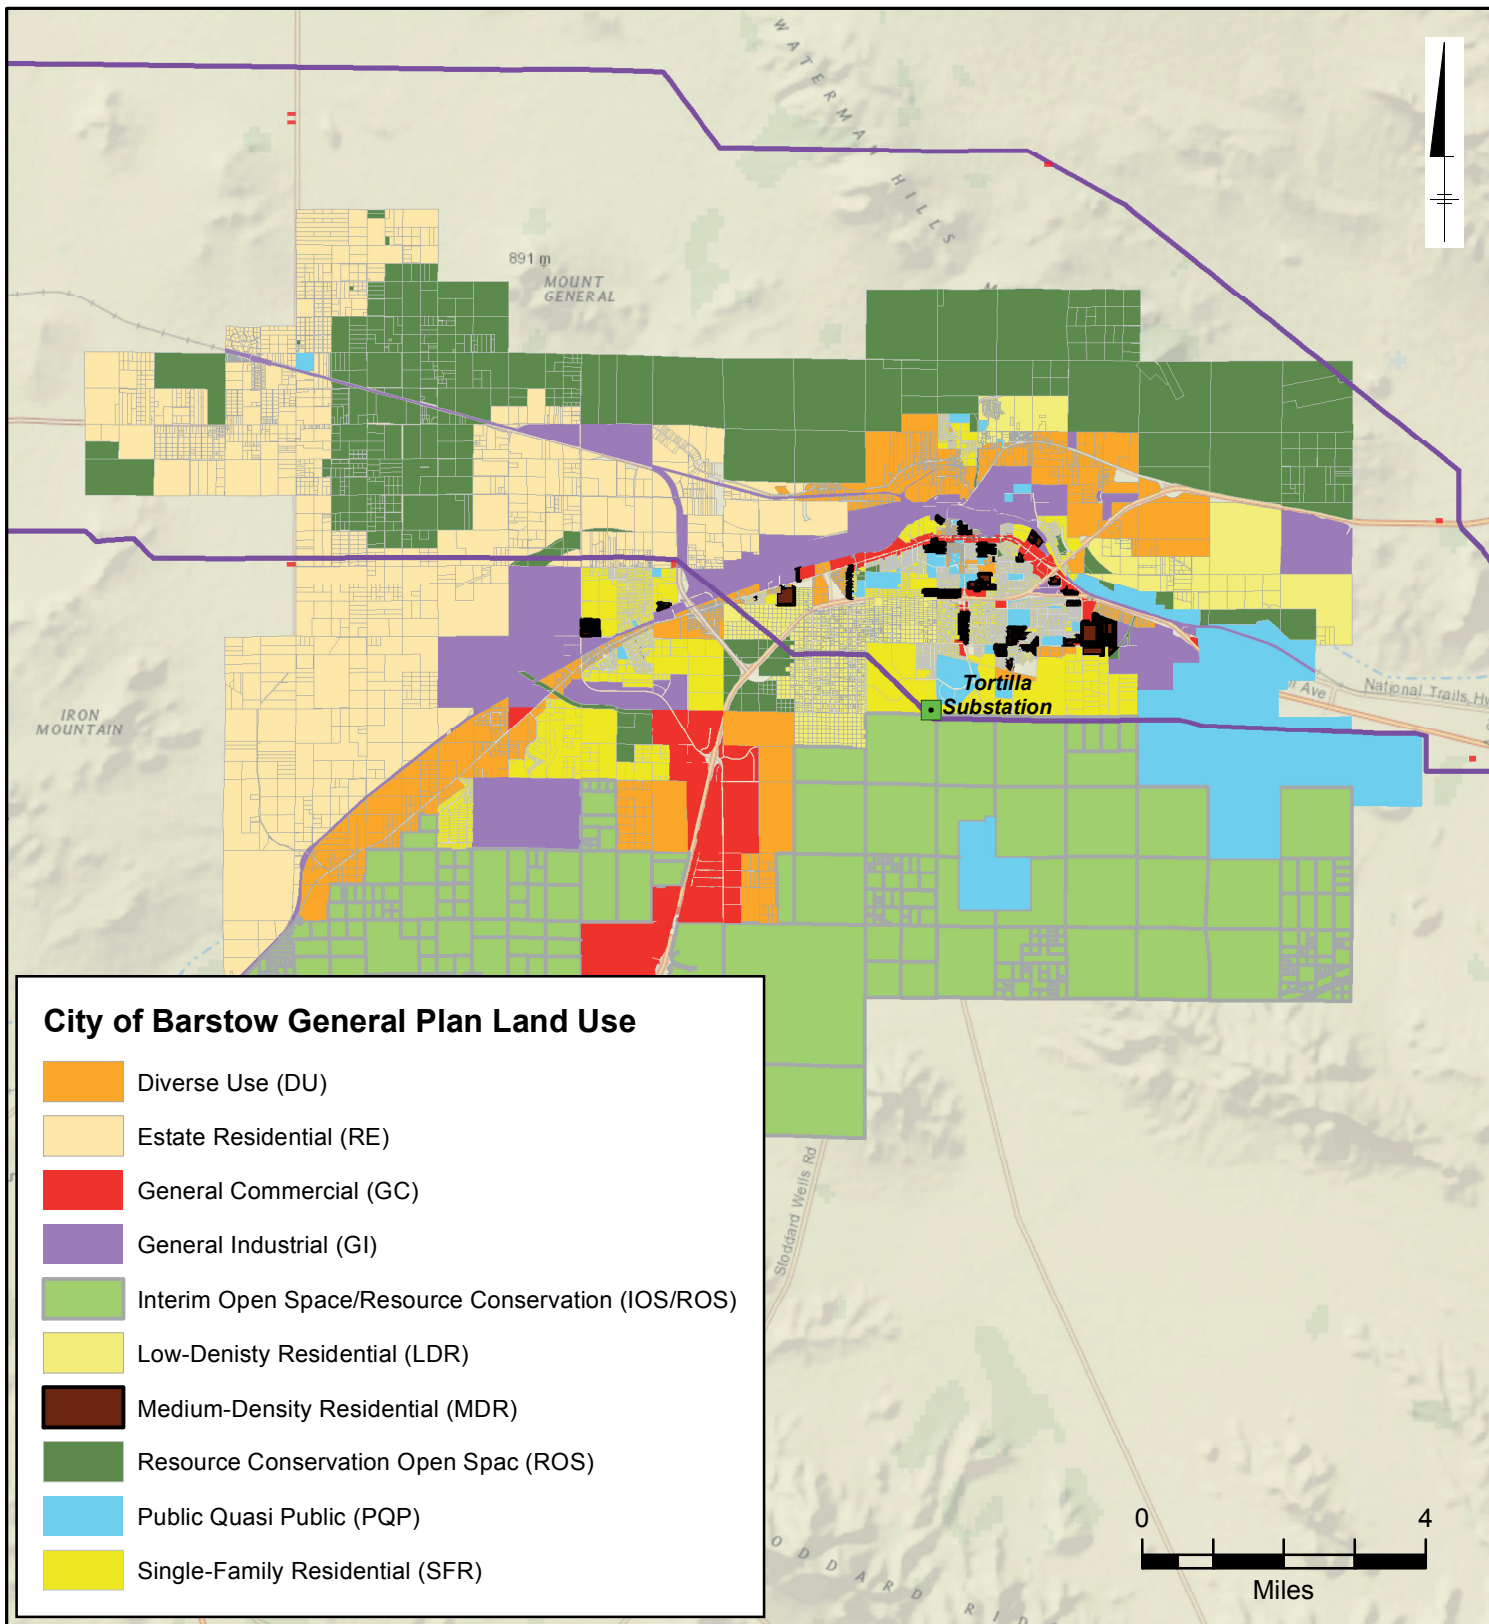 WATERMAN HILLS
891 m
MOUNT
GENERAL
IRON
MOUNTAIN
Tortilla
Substation
Ave
National Trails Hw
Stoddard Wells Rd
City of Barstow General Plan Land Use
Diverse Use (DU)
Estate Residential (RE)
General Commercial (GC)
General Industrial (GI)
Interim Open Space/Resource Conservation (IOS/ROS)
Low-Denisty Residential (LDR)
Medium-Density Residential (MDR)
Resource Conservation Open Spac (ROS)
Public Quasi Public (PQP)
Single-Family Residential (SFR)
ODDARD RID
0 4
Miles